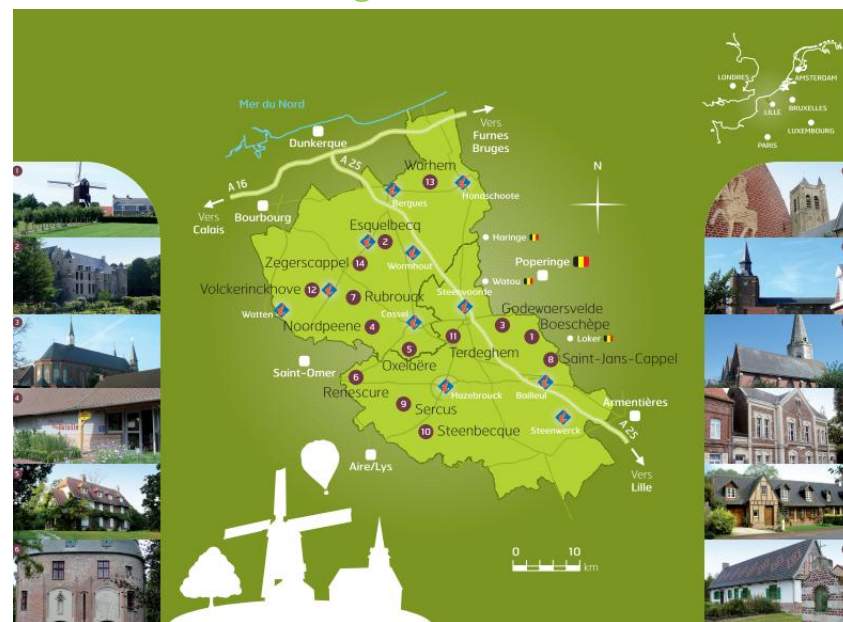 LONDRES
AMSTERDAM
BRUXELLES
LILLE
LUXEMBOURG
PARIS
Mer du Nord
Dunkerque
Vers
Furnes
Bruges
A 16
A 25
Warhem
13
Hondschoote
Bergues
N
Vers
Calais
Bourbourg
Esquelbecq
2
Wormhout
Haringe
Zegerscappel
14
Poperinge
Watou
Volckerinckhove
12
7
Rubrouck
Steenvoorde
Watten
Noordpeene
4
Cassel
3
Godewaersvelde
Boeschèpe
1
Loker
11
Terdeghem
5
Oxelaëre
8
Saint-Jans-Cappel
Saint-Omer
6
Renescure
Hazebrouck
Bailleul
9
Sercus
Armentières
10
Steenbecque
Steenwerck
A 25
Aire/Lys
Vers
Lille
0
10
km
1
2
3
4
5
6